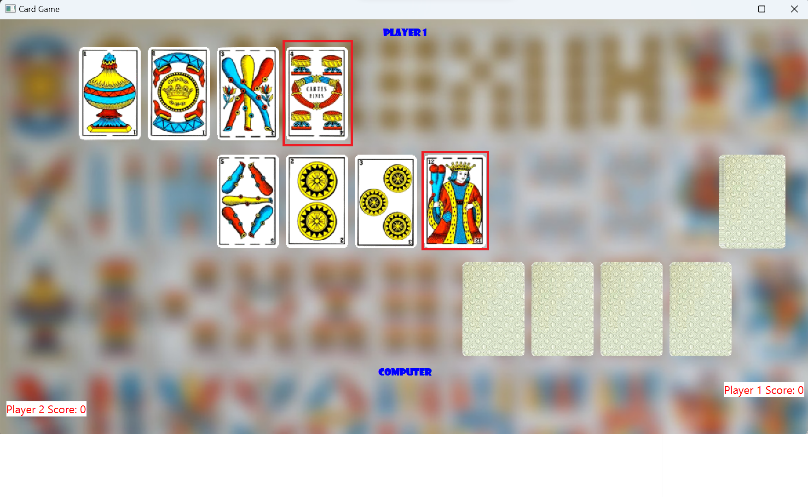 Card Game
PLAYER 1
COMPUTER
Player 1 Score: 0
Player 2 Score: 0